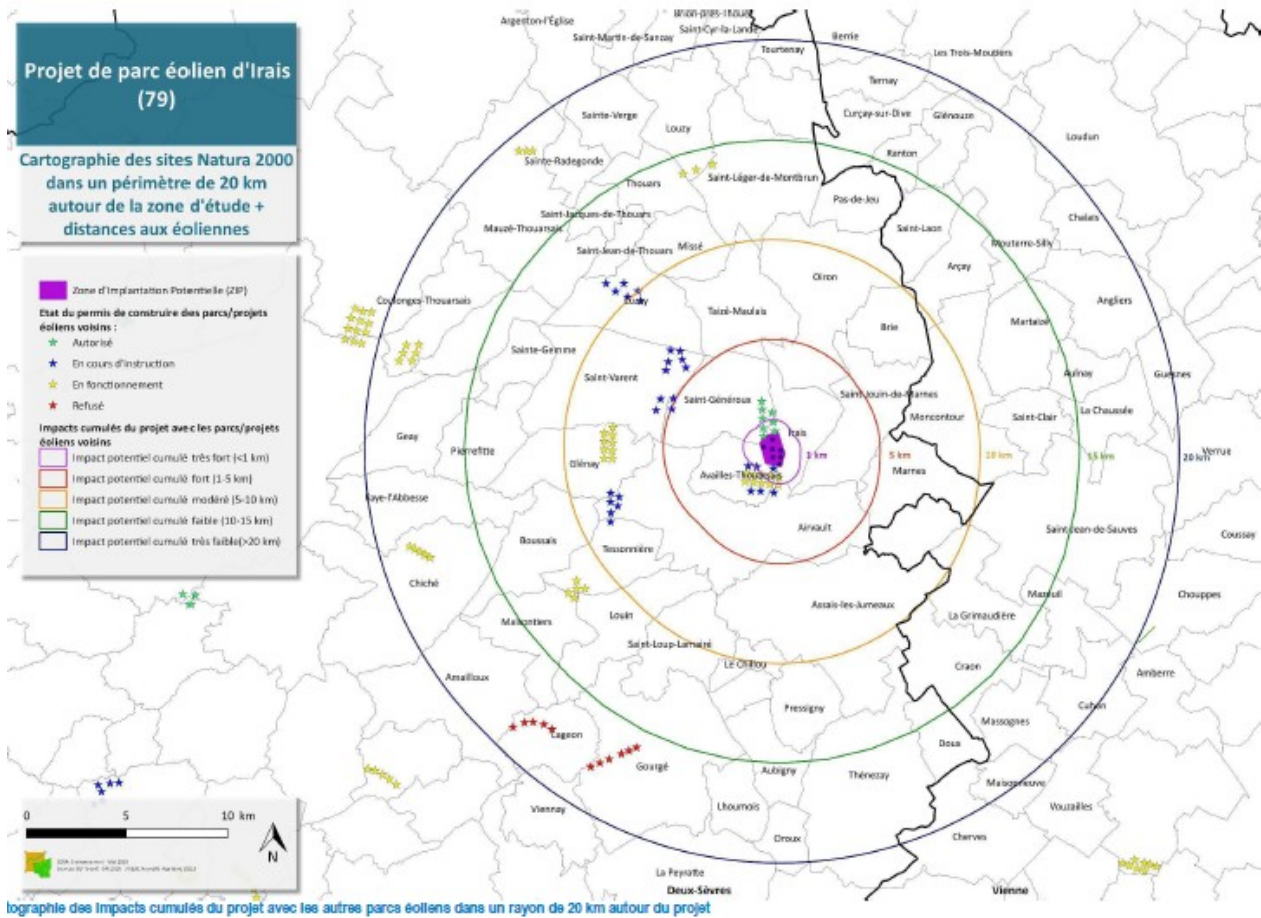 Projet de parc éolien d'Irais
(79)
Cartographie des sites Natura 2000
dans un périmètre de 20 km
autour de la zone d'étude +
distances aux éoliennes
Zone d'Implantation Potentielle (ZIP)
Etat du permis de construire des parcs/projets
éoliens voisins :
Autorisé
En cours d'instruction
En fonctionnement
Refusé
Impacts cumulés du projet avec les parcs/projets
éoliens voisins
Impact potentiel cumulé très fort (<1 km)
Impact potentiel cumulé fort (1-5 km)
Impact potentiel cumulé modéré (5-10 km)
Impact potentiel cumulé faible (10-15 km)
Impact potentiel cumulé très faible(>20 km)
0 5 10 km
N
Argenton-l'Église
Brion-près-Thouet
Saint-Cyr-la-Lande
Saint-Martin-de-Sanzay
Tourtenay
Berrie
Les Trois-Moutiers
Ternay
Curçay-sur-Dive
Glénouze
Sainte-Verge
Louzy
Loudun
Ranton
Sainte-Radegonde
Thouars
Saint-Léger-de-Montbrun
Pas-de-Jeu
Saint-Jacques-de-Thouars
Mauzé-Thouarsais
Saint-Laon
Chalais
Saint-Jean-de-Thouars
Missé
Mouterre-Silly
Oiron
Arçay
Coulonges-Thouarsais
Luzay
Taizé-Maulais
Angliers
Brie
Martaizé
Sainte-Gemme
Saint-Varent
Aulnay
Guesnes
Saint-Généroux
Saint-Jouin-de-Marnes
Moncontour
Saint-Clair
La Chaussée
Geay
Pierrefitte
Glénay
Irais
1 km
5 km
10 km
15 km
20 km
Verrue
Availles-Thouarsais
Marnes
Faye-l'Abbesse
Airvault
Saint-Jean-de-Sauves
Coussay
Boussais
Tessonnière
Chiché
Mazeuil
Chouppes
Assais-les-Jumeaux
La Grimaudière
Maisontiers
Louin
Saint-Loup-Lamairé
Le Chillou
Craon
Amberre
Amailloux
Cuhon
Pressigny
Massognes
Lageon
Doux
Gourgé
Aubigny
Thénezay
Maisonneuve
Viennay
Lhoumois
Vouzailles
Oroux
Cherves
La Peyratte
Deux-Sèvres
Vienne
ographie des impacts cumulés du projet avec les autres parcs éoliens dans un rayon de 20 km autour du projet